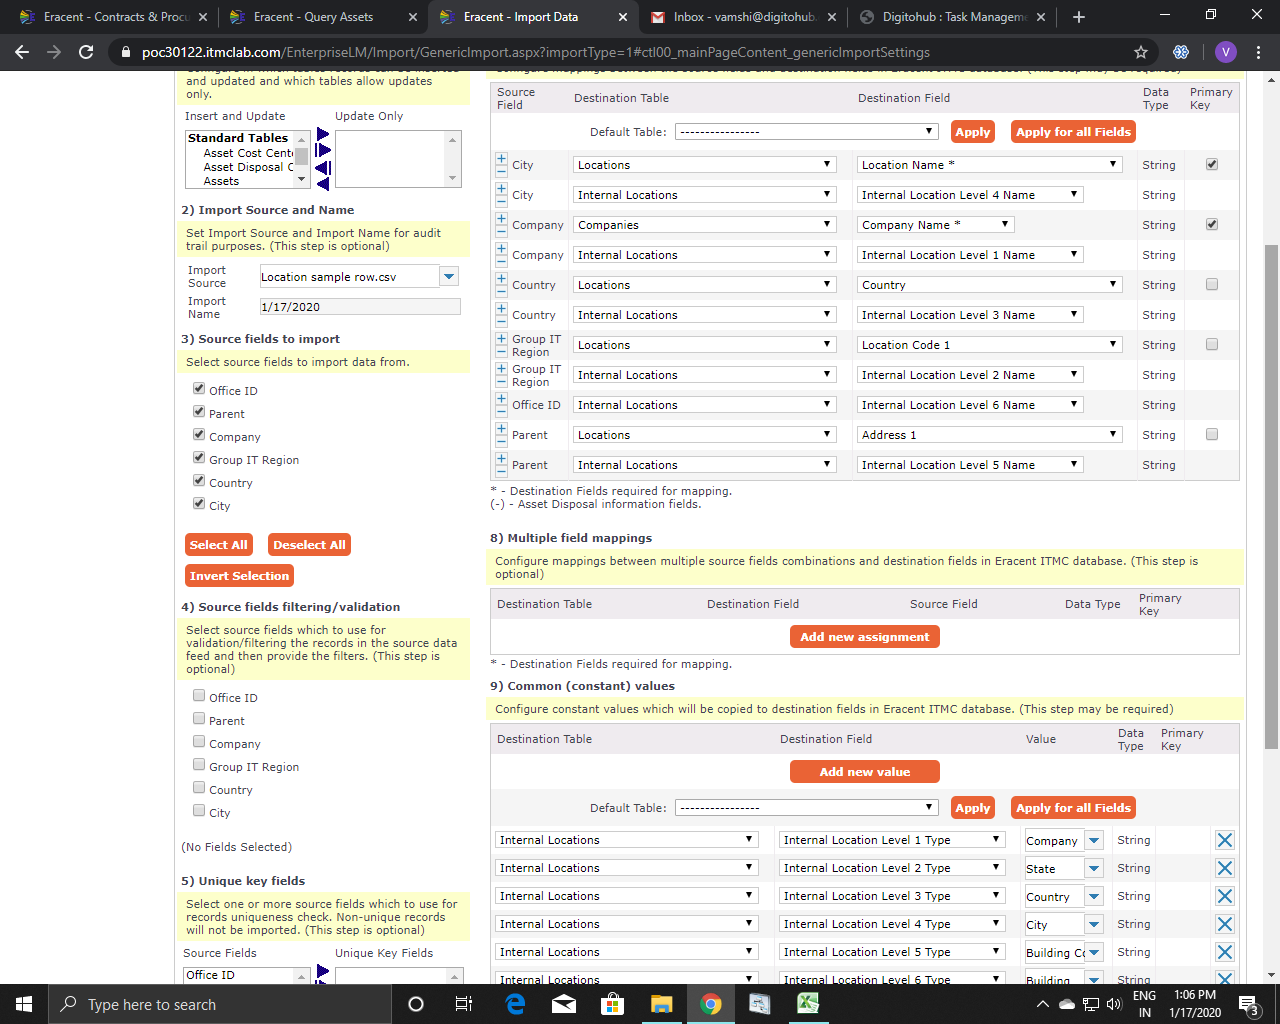 Eracent - Contracts & Procu
Eracent - Query Assets
Eracent - Import Data
Inbox - vamshi@digitohub.
Digitohub : Task Manageme
poc30122.itmclab.com/EnterpriseLM/Import/GenericImport.aspx?importType=1#ctl00_mainPageContent_genericImportSettings
V
and updated and which tables allow updates
only.
Insert and Update
Update Only
Standard Tables
Asset Cost Cente
Asset Disposal C
Assets
2) Import Source and Name
Set Import Source and Import Name for audit
trail purposes. (This step is optional)
Import Source
Location sample row.csv
Import Name
1/17/2020
3) Source fields to import
Select source fields to import data from.
Office ID
Parent
Company
Group IT Region
Country
City
Select All
Deselect All
Invert Selection
4) Source fields filtering/validation
Select source fields which to use for
validation/filtering the records in the source data
feed and then provide the filters. (This step is
optional)
Office ID
Parent
Company
Group IT Region
Country
City
(No Fields Selected)
5) Unique key fields
Select one or more source fields which to use for
records uniqueness check. Non-unique records
will not be imported. (This step is optional)
Source Fields
Unique Key Fields
Office ID
Source Field
Destination Table
Destination Field
Data Type
Primary Key
Default Table: ----------------
Apply
Apply for all Fields
City Locations Location Name * String
City Internal Locations Internal Location Level 4 Name String
Company Companies Company Name * String
Company Internal Locations Internal Location Level 1 Name String
Country Locations Country String
Country Internal Locations Internal Location Level 3 Name String
Group IT Region Locations Location Code 1 String
Group IT Region Internal Locations Internal Location Level 2 Name String
Office ID Internal Locations Internal Location Level 6 Name String
Parent Locations Address 1 String
Parent Internal Locations Internal Location Level 5 Name String
* - Destination Fields required for mapping.
(-) - Asset Disposal information fields.
8) Multiple field mappings
Configure mappings between multiple source fields combinations and destination fields in Eracent ITMC database. (This step is
optional)
Destination Table
Destination Field
Source Field
Data Type
Primary Key
Add new assignment
* - Destination Fields required for mapping.
9) Common (constant) values
Configure constant values which will be copied to destination fields in Eracent ITMC database. (This step may be required)
Destination Table
Destination Field
Value
Data Type
Primary Key
Add new value
Default Table: ----------------
Apply
Apply for all Fields
Internal Locations Internal Location Level 1 Type Company String
Internal Locations Internal Location Level 2 Type State String
Internal Locations Internal Location Level 3 Type Country String
Internal Locations Internal Location Level 4 Type City String
Internal Locations Internal Location Level 5 Type Building Co String
Internal Locations Internal Location Level 6 Type Building String
Type here to search
ENG
IN
1:06 PM
1/17/2020
3